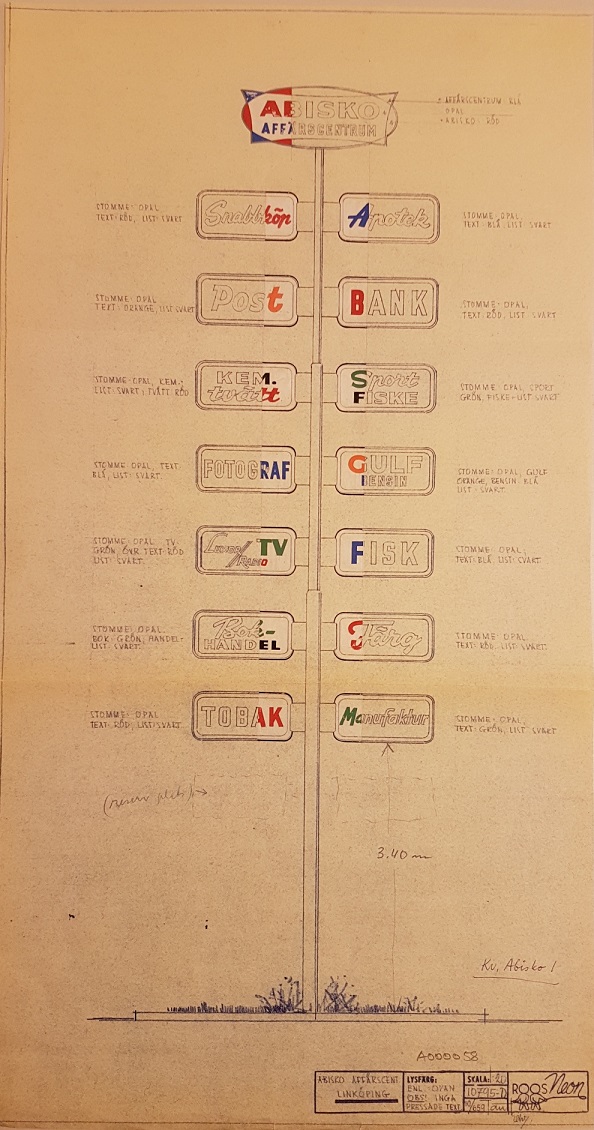 ABISKO
AFFÄRSCENTRUM
AFFÄRSCENTRUM BLÅ
OPAL
ABISKO: RÖD
STOMME: OPAL
TEXT: RÖD, LIST: SVART
Snabbköp
Apotek
STOMME: OPAL,
TEXT: BLÅ, LIST: SVART
STOMME: OPAL
TEXT: ORANGE, LIST: SVART
Post
BANK
STOMME: OPAL,
TEXT: RÖD, LIST: SVART
STOMME: OPAL, KEM.-
LIST: SVART, TVÄTT: RÖD
KEM.
tvätt
Sport
FISKE
STOMME: OPAL, SPORT
GRÖN, FISKE-LIST: SVART
STOMME: OPAL, TEXT:
BLÅ, LIST: SVART.
FOTOGRAF
GULF
BENSIN
STOMME: OPAL, GULF
ORANGE, BENSIN: BLÅ
LIST: SVART.
STOMME: OPAL TV:
GRÖN, ÖVR. TEXT: RÖD
LIST: SVART.
TV
FISK
STOMME: OPAL,
TEXT: BLÅ, LIST: SVART.
STOMME: OPAL.
BOK: GRÖN, HANDEL-
LIST: SVART.
Bok-
HANDEL
Färg
STOMME: OPAL,
TEXT: RÖD, LIST: SVART
STOMME: OPAL
TEXT: RÖD, LIST: SVART
TOBAK
Manufaktur
STOMME: OPAL,
TEXT: GRÖN, LIST SVART
(reserv plats)
3.40 m
Kv. Abisko 1
A000058
ABISKO AFFÄRSCENT
LINKÖPING
LYSFÄRG:
ENL. OVAN
OBS! INGA
PRESSADE TEXT.
SKALA: 1:20
10795-D
ROOS Neon